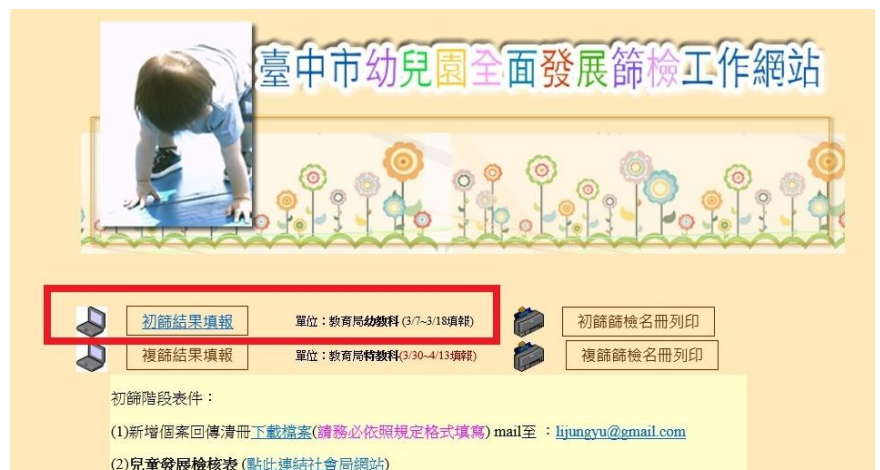 臺中市幼兒園全面發展篩檢工作網站
初篩結果填報 單位：教育局幼教科 (3/7~3/18填報) 初篩篩檢名冊列印
複篩結果填報 單位：教育局特教科(3/30~4/13填報) 複篩篩檢名冊列印
初篩階段表件：
(1)新增個案回傳清冊下載檔案(請務必依照規定格式填寫) mail至 ：lijungyu@gmail.com
(2)兒童發展檢核表 (點此連結社會局網站)